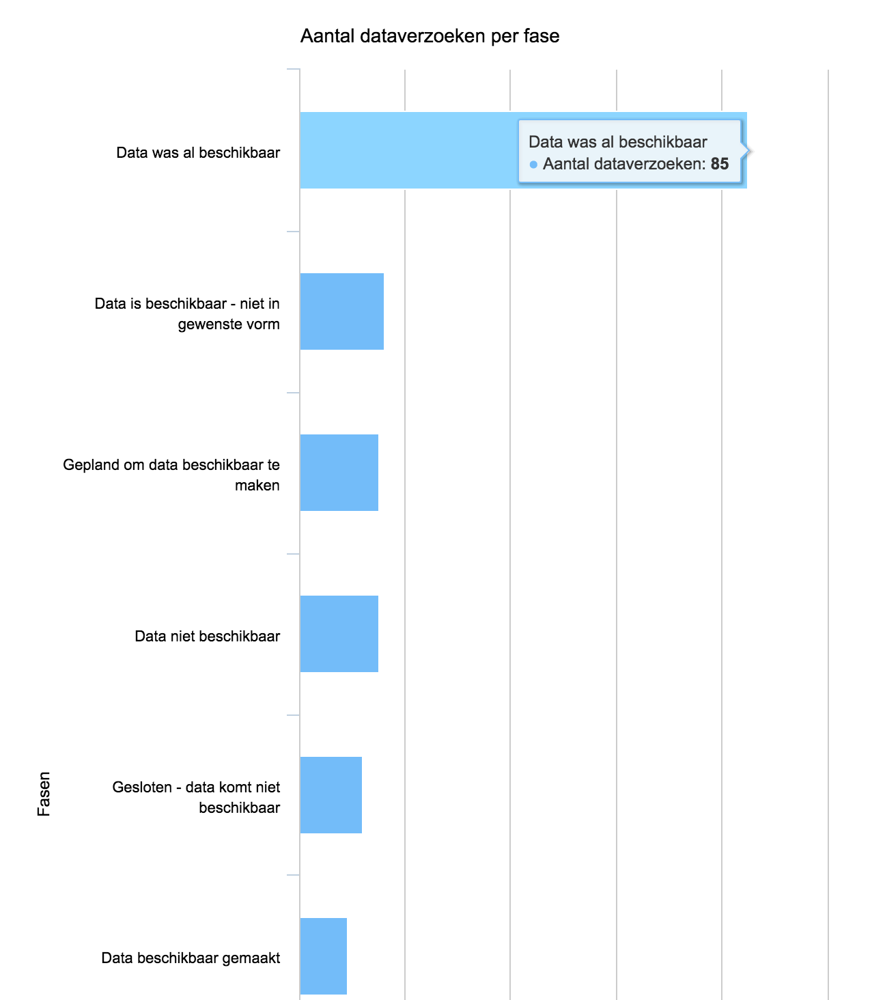 Aantal dataverzoeken per fase
Data was al beschikbaar
Data was al beschikbaar
● Aantal dataverzoeken: 85
Data is beschikbaar - niet in
gewenste vorm
Gepland om data beschikbaar te
maken
Data niet beschikbaar
Fasen
Gesloten - data komt niet
beschikbaar
Data beschikbaar gemaakt